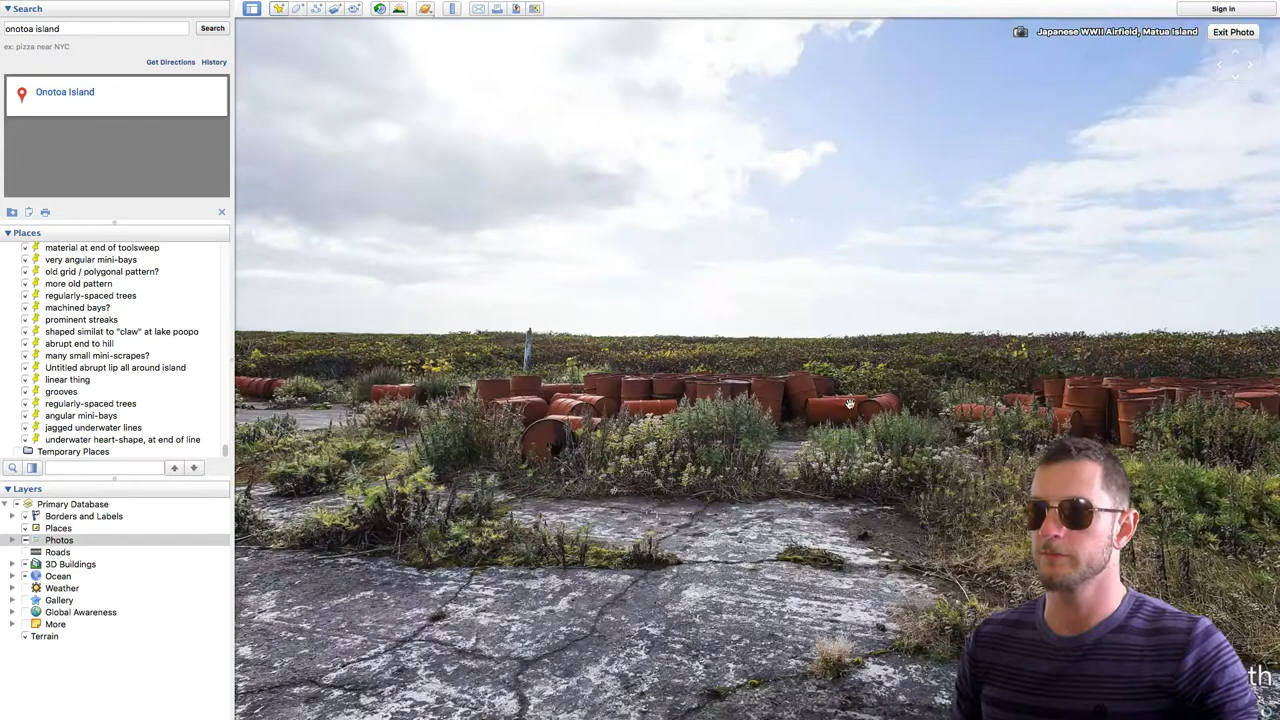 Search
Sign in
onotoa island
Search
ex: pizza near NYC
Get Directions
History
Onotoa Island
Japanese WWII Airfield, Matua Island
Exit Photo
Places
material at end of toolsweep
very angular mini-bays
old grid / polygonal pattern?
more old pattern
regularly-spaced trees
machined bays?
prominent streaks
shaped similat to "claw" at lake poopo
abrupt end to hill
many small mini-scrapes?
Untitled abrupt lip all around island
linear thing
grooves
regularly-spaced trees
angular mini-bays
jagged underwater lines
underwater heart-shape, at end of line
Temporary Places
Layers
Primary Database
Borders and Labels
Places
Photos
Roads
3D Buildings
Ocean
Weather
Gallery
Global Awareness
More
Terrain
th